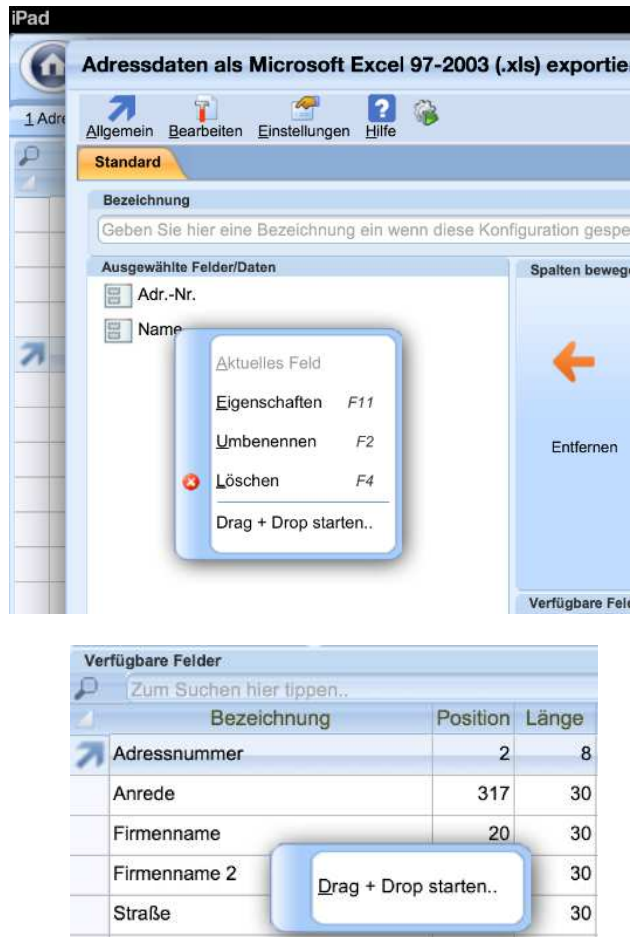 iPad
Adressdaten als Microsoft Excel 97-2003 (.xls)
1 Adre
Allgemein Bearbeiten Einstellungen Hilfe
Standard
Bezeichnung
Geben Sie hier eine Bezeichnung ein wenn diese Konfiguration gespe
Ausgewählte Felder/Daten
Spalten bewege
Adr.-Nr.
Name
Aktuelles Feld
Eigenschaften F11
Umbenennen F2
Löschen F4
Drag + Drop starten..
Entfernen
Verfügbare Fel
Verfügbare Felder
Zum Suchen hier tippen..
Bezeichnung Position Länge
Adressnummer 2 8
Anrede 317 30
Firmenname 20 30
Firmenname 2 30
Drag + Drop starten..
Straße 30